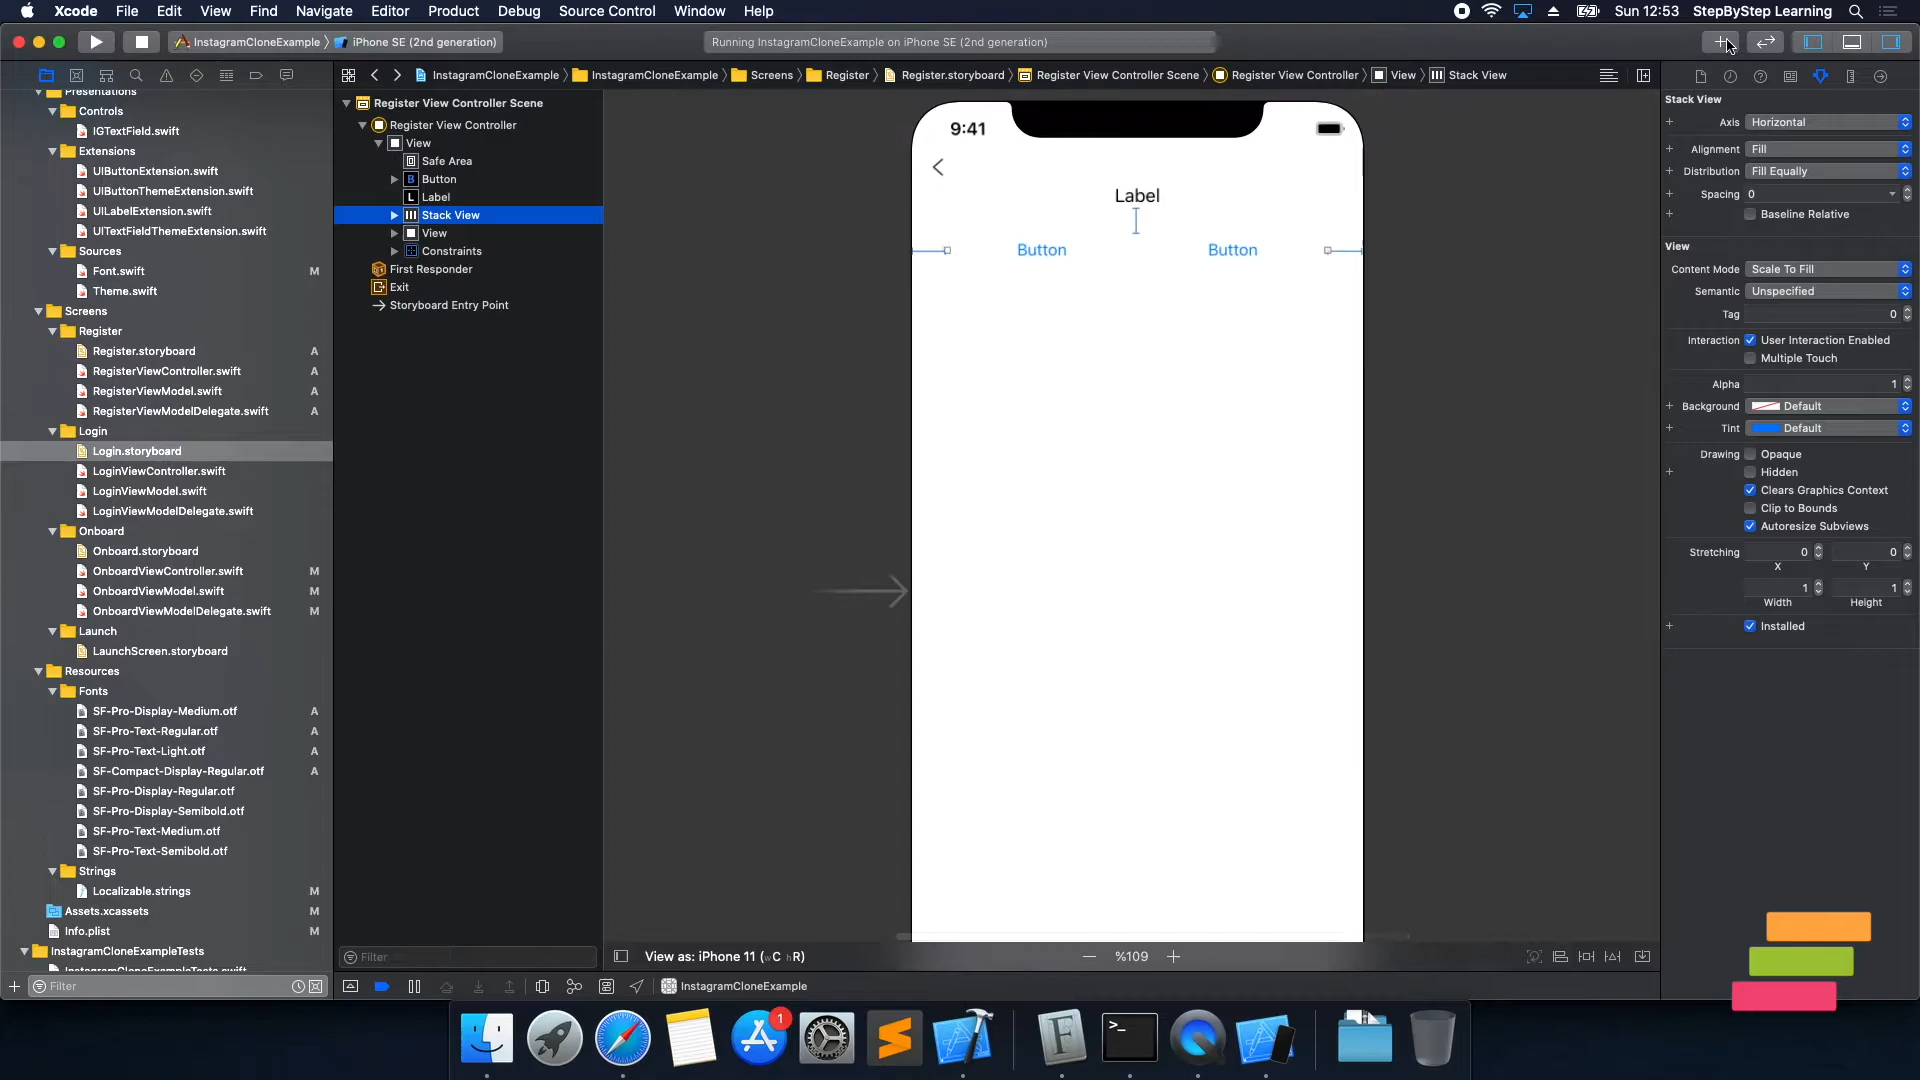 Xcode File Edit View Find Navigate Editor Product Debug Source Control Window Help
Sun 12:53 StepByStep Learning
InstagramCloneExample iPhone SE (2nd generation)
Running InstagramCloneExample on iPhone SE (2nd generation)
InstagramCloneExample InstagramCloneExample Screens Register Register.storyboard Register View Controller Scene Register View Controller View Stack View
Presentations
Controls
IGTextField.swift
Extensions
UIButtonExtension.swift
UIButtonThemeExtension.swift
UILabelExtension.swift
UITextFieldThemeExtension.swift
Sources
Font.swift M
Theme.swift
Screens
Register
Register.storyboard A
RegisterViewController.swift A
RegisterViewModel.swift A
RegisterViewModelDelegate.swift A
Login
Login.storyboard
LoginViewController.swift
LoginViewModel.swift
LoginViewModelDelegate.swift
Onboard
Onboard.storyboard
OnboardViewController.swift M
OnboardViewModel.swift M
OnboardViewModelDelegate.swift M
Launch
LaunchScreen.storyboard
Resources
Fonts
SF-Pro-Display-Medium.otf A
SF-Pro-Text-Regular.otf A
SF-Pro-Text-Light.otf A
SF-Compact-Display-Regular.otf A
SF-Pro-Display-Regular.otf
SF-Pro-Display-Semibold.otf
SF-Pro-Text-Medium.otf
SF-Pro-Text-Semibold.otf
Strings
Localizable.strings M
Assets.xcassets M
Info.plist M
InstagramCloneExampleTests
InstagramCloneExampleTests.swift
Filter
Register View Controller Scene
Register View Controller
View
Safe Area
B Button
L Label
Stack View
View
Constraints
First Responder
Exit
Storyboard Entry Point
Filter
9:41
Label
Button Button
View as: iPhone 11 (wC hR)
%109
InstagramCloneExample
Stack View
Axis Horizontal
Alignment Fill
Distribution Fill Equally
Spacing 0
Baseline Relative
View
Content Mode Scale To Fill
Semantic Unspecified
Tag 0
Interaction User Interaction Enabled
Multiple Touch
Alpha 1
Background Default
Tint Default
Drawing Opaque
Hidden
Clears Graphics Context
Clip to Bounds
Autoresize Subviews
Stretching 0 0
X Y
1 1
Width Height
Installed
1